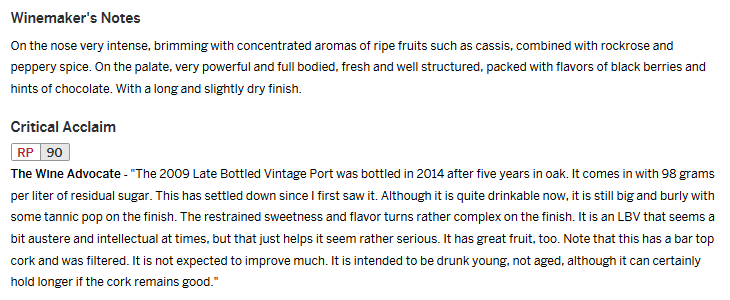 Winemaker's Notes
On the nose very intense, brimming with concentrated aromas of ripe fruits such as cassis, combined with rockrose and
peppery spice. On the palate, very powerful and full bodied, fresh and well structured, packed with flavors of black berries and
hints of chocolate. With a long and slightly dry finish.
Critical Acclaim
RP 90
The Wine Advocate - "The 2009 Late Bottled Vintage Port was bottled in 2014 after five years in oak. It comes in with 98 grams
per liter of residual sugar. This has settled down since I first saw it. Although it is quite drinkable now, it is still big and burly with
some tannic pop on the finish. The restrained sweetness and flavor turns rather complex on the finish. It is an LBV that seems a
bit austere and intellectual at times, but that just helps it seem rather serious. It has great fruit, too. Note that this has a bar top
cork and was filtered. It is not expected to improve much. It is intended to be drunk young, not aged, although it can certainly
hold longer if the cork remains good."